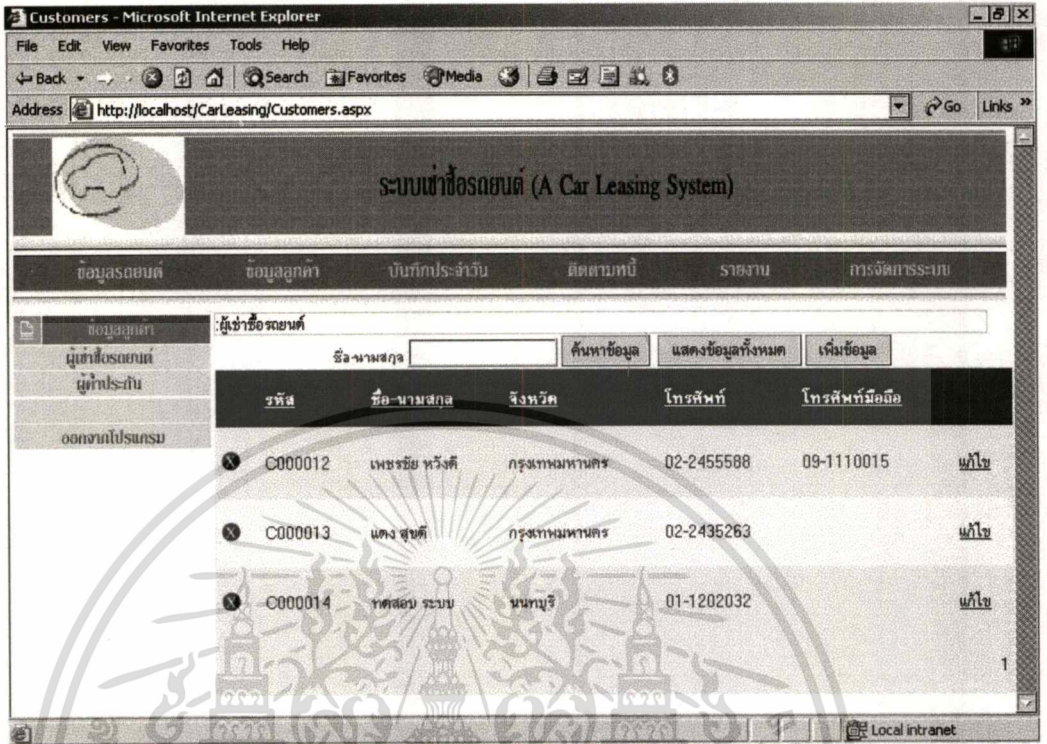 Customers - Microsoft Internet Explorer
File Edit View Favorites Tools Help
Back Search Favorites Media
Address http://localhost/CarLeasing/Customers.aspx Go Links »
ระบบเช่าซื้อรถยนต์ (A Car Leasing System)
ข้อมูลรถยนต์ ข้อมูลลูกค้า บันทึกประจำวัน ติดตามหนี้ รายงาน การจัดการระบบ
ข้อมูลลูกค้า
ผู้เช่าซื้อรถยนต์
ผู้ค้ำประกัน
ออกจากโปรแกรม
:ผู้เช่าซื้อรถยนต์
ชื่อ-นามสกุล ค้นหาข้อมูล แสดงข้อมูลทั้งหมด เพิ่มข้อมูล
รหัส ชื่อ-นามสกุล จังหวัด โทรศัพท์ โทรศัพท์มือถือ
C000012 เพชรชัย หวังดี กรุงเทพมหานคร 02-2455588 09-1110015 แก้ไข
C000013 แดง สุขดี กรุงเทพมหานคร 02-2435263 แก้ไข
C000014 ทดสอบ ระบบ นนทบุรี 01-1202032 แก้ไข
1
Local intranet